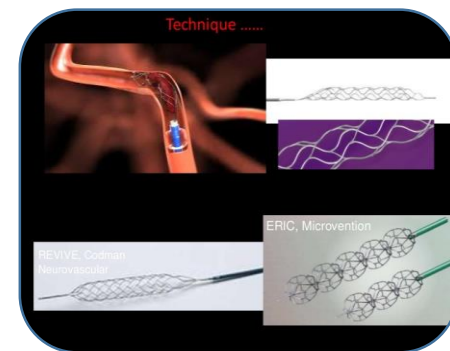 Technique ......
REVIVE, Codman
Neurovascular
ERIC, Microvention